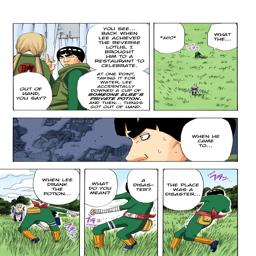 YOU SEE...
BACK WHEN
LEE ACHIEVED
THE REVERSE
LOTUS, I
BROUGHT
HIM TO A
RESTAURANT TO
CELEBRATE.
AT ONE POINT,
TAKING IT
FOR WATER, LEE
ACCIDENTALLY
DOWNED A CUP OF
SOMEONE ELSE'S
PRIVATE POTION,
AND THEN... THINGS
GOT OUT OF HAND.
OUT OF
HAND,
YOU SAY?
WHAT
THE...
WHEN
HE CAME
TO...
WHEN LEE
DRANK
THE
POTION...
WHAT
DO YOU
MEAN?
A
DISAS-
TER?
THE PLACE
WAS A
DISASTER...